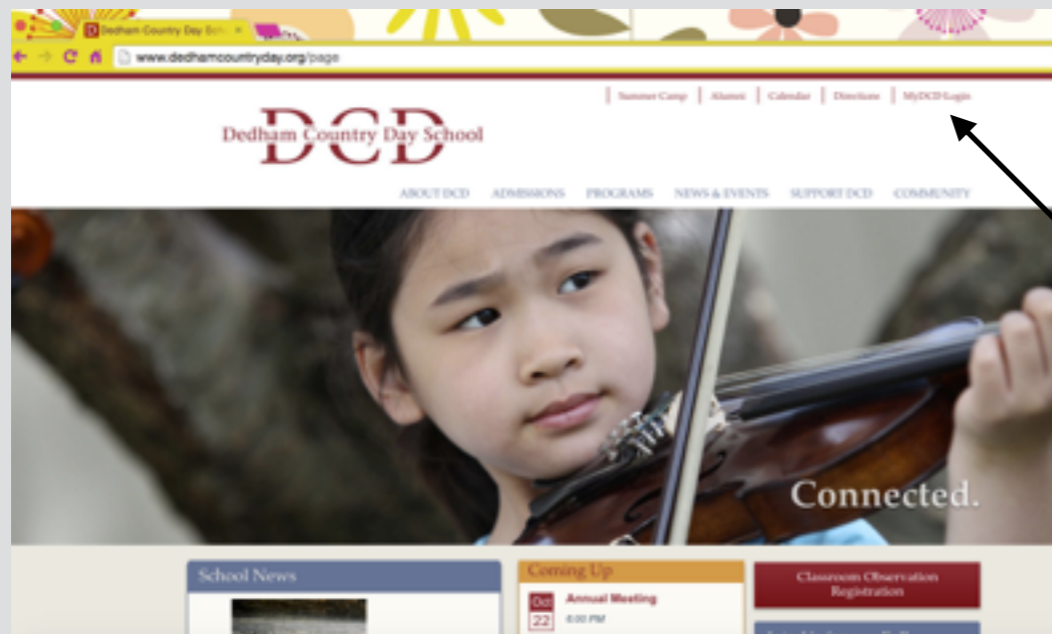 Dedham Country Day Sch
www.dedhamcountryday.org/page
Summer Camp | Alumni | Calendar | Directions | MyDCD Login
DCD
Dedham Country Day School
ABOUT DCD ADMISSIONS PROGRAMS NEWS & EVENTS SUPPORT DCD COMMUNITY
Connected.
School News
Coming Up
Oct
22
Annual Meeting
6:00 PM
Classroom Observation
Registration